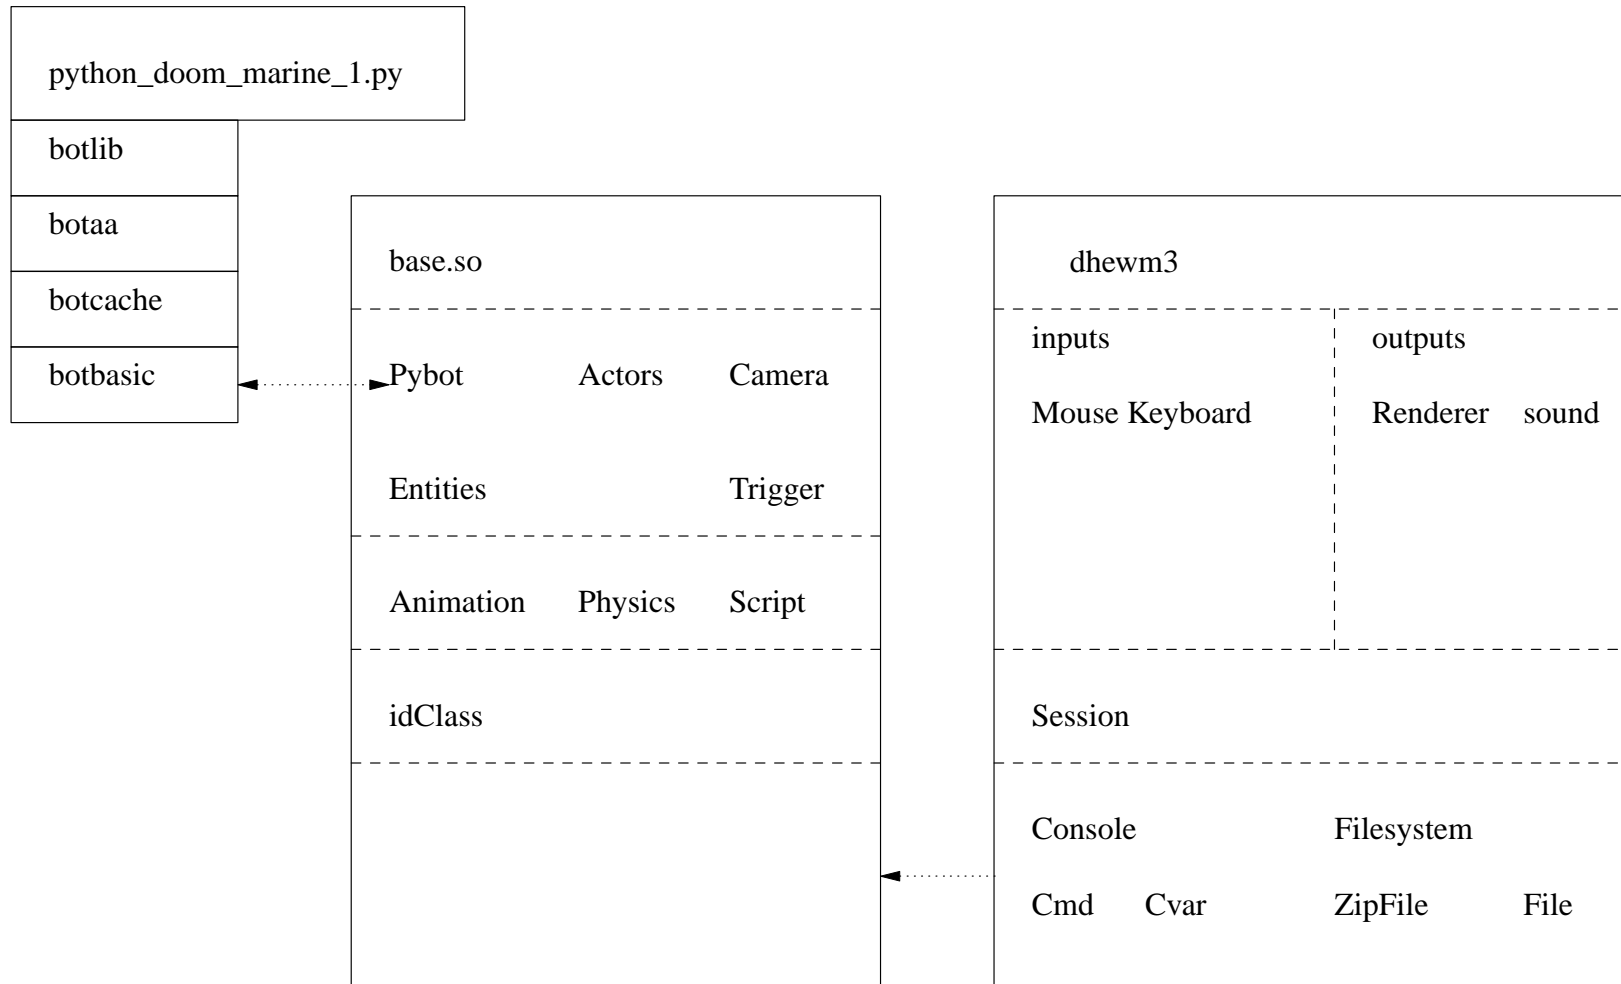 python_doom_marine_1.py
botlib
botaa
botcache
botbasic
base.so
Pybot Actors Camera
Entities Trigger
Animation Physics Script
idClass
dhewm3
inputs outputs
Mouse Keyboard Renderer sound
Session
Console Filesystem
Cmd Cvar ZipFile File